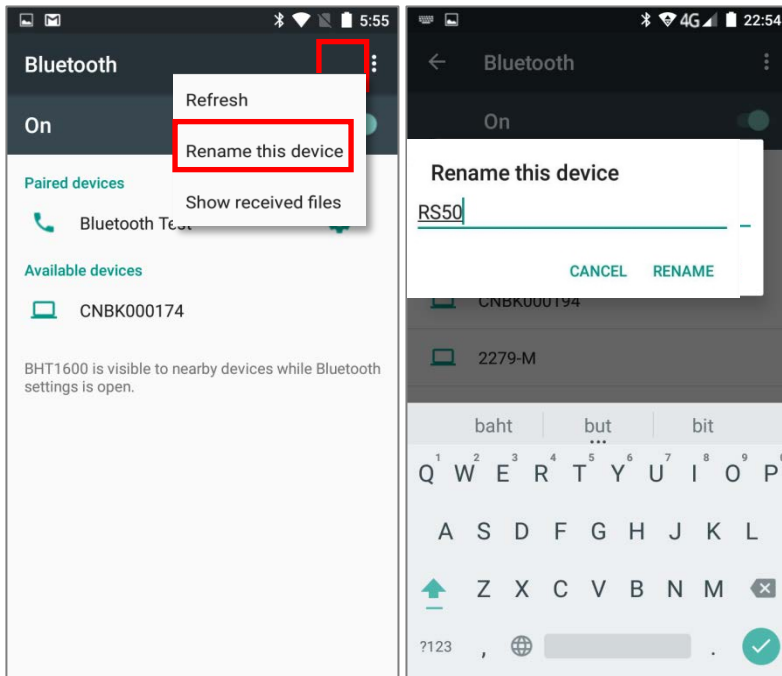 5:55
Bluetooth
Refresh
On
Rename this device
Paired devices
Show received files
Bluetooth Test
Available devices
CNBK000174
BHT1600 is visible to nearby devices while Bluetooth
settings is open.
4G 22:54
Bluetooth
On
Rename this device
RS50
CANCEL RENAME
CNBK000194
2279-M
baht but bit
1 2 3 4 5 6 7 8 9
Q W E R T Y U I O P
A S D F G H J K L
Z X C V B N M
?123 , .